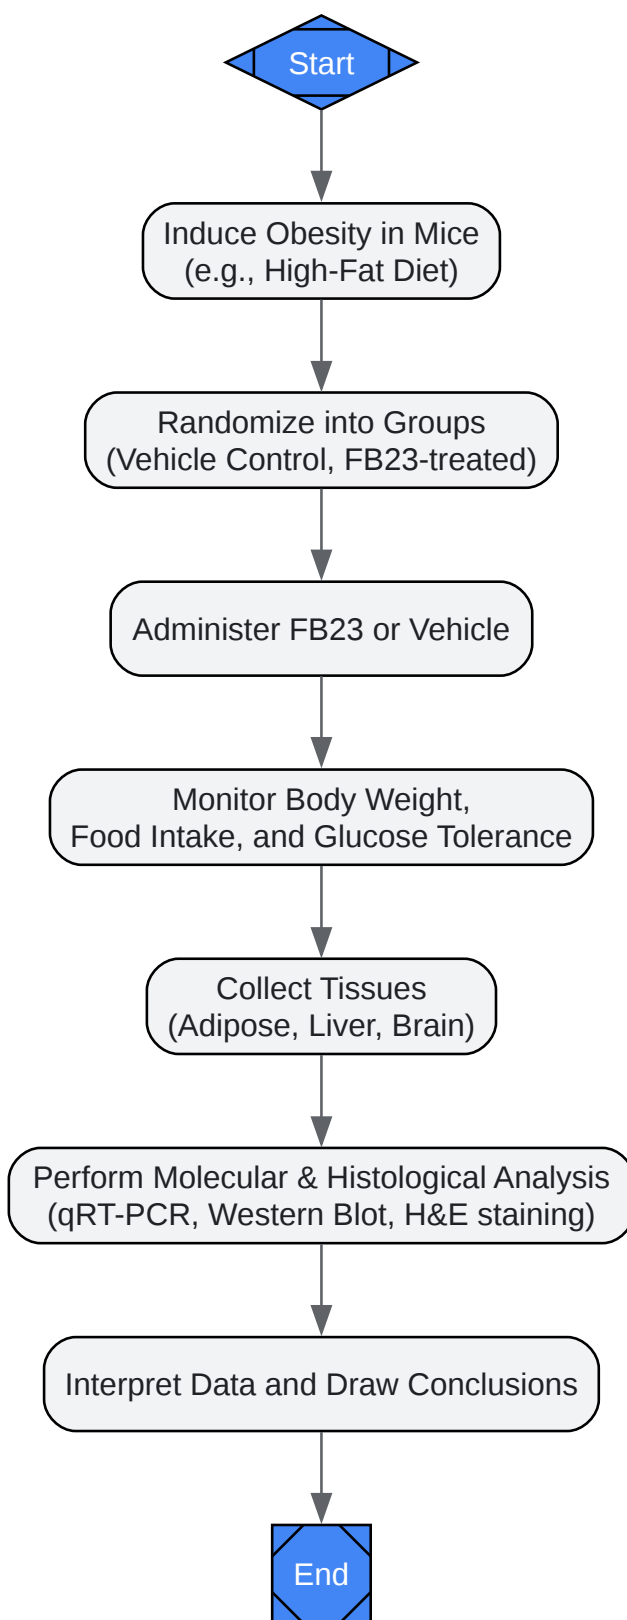 Start
Induce Obesity in Mice
(e.g., High-Fat Diet)
Randomize into Groups
(Vehicle Control, FB23-treated)
Administer FB23 or Vehicle
Monitor Body Weight,
Food Intake, and Glucose Tolerance
Collect Tissues
(Adipose, Liver, Brain)
Perform Molecular & Histological Analysis
(qRT-PCR, Western Blot, H&E staining)
Interpret Data and Draw Conclusions
End